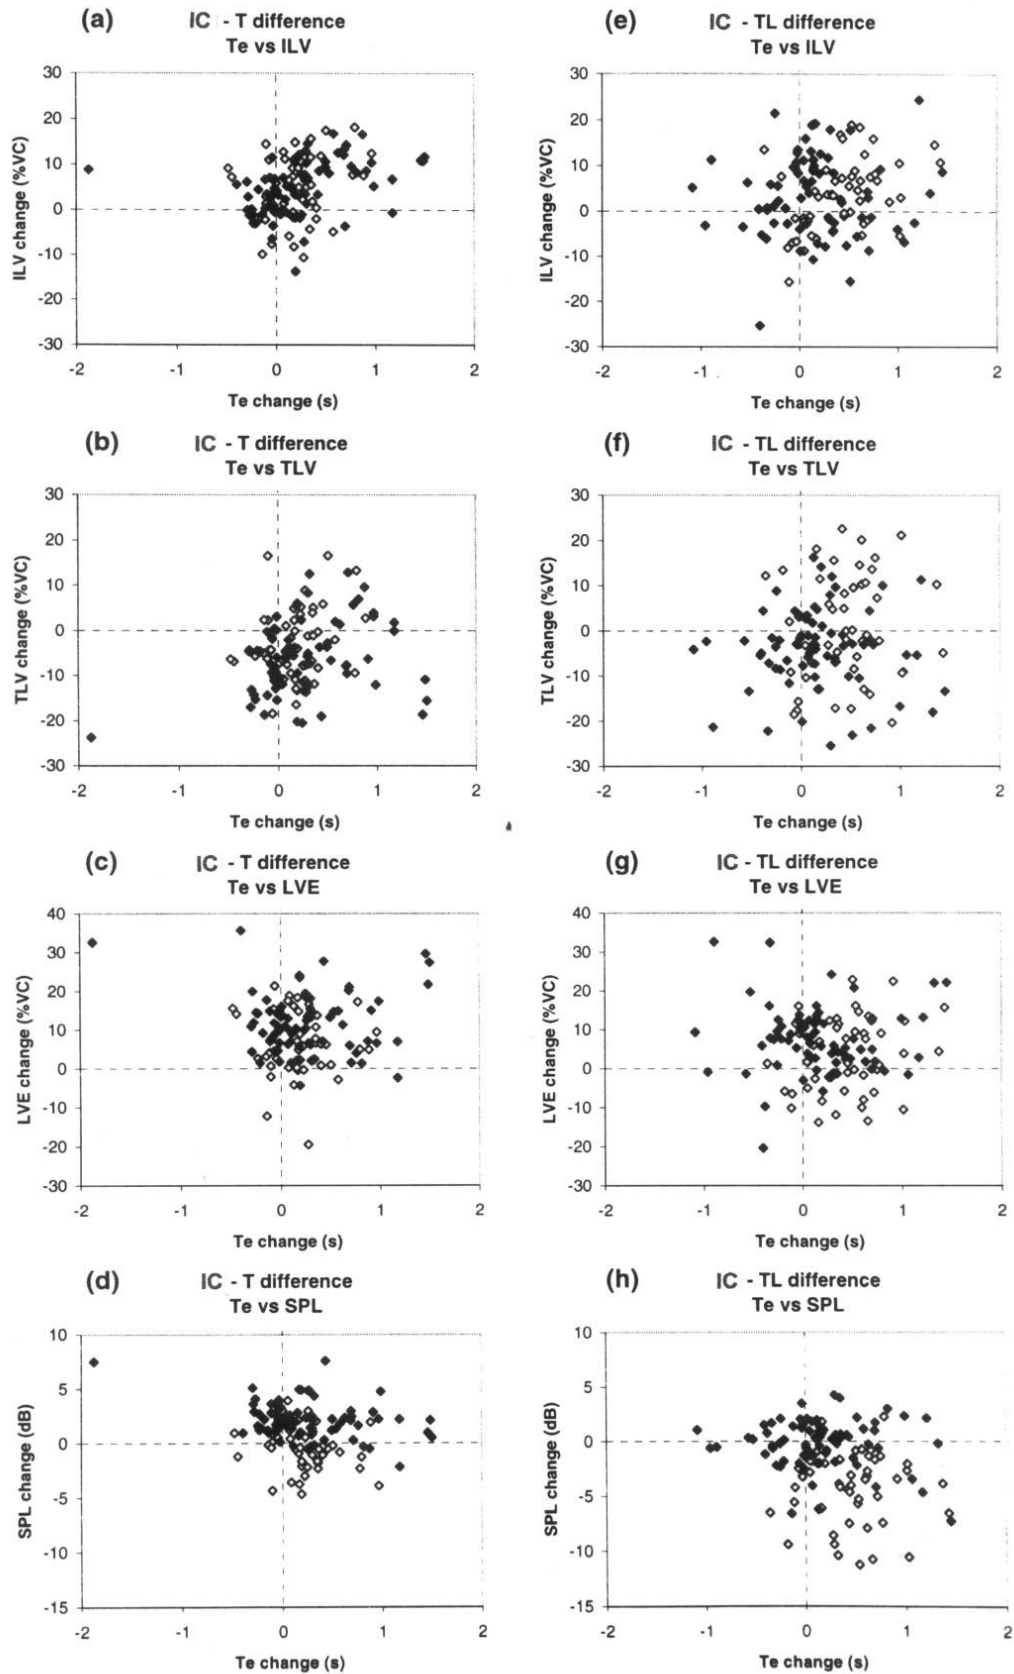 (a) IC - T difference
Te vs ILV
30
20
10
0
-10
-20
-30
ILV change (%VC)
-2 -1 0 1 2
Te change (s)
(e) IC - TL difference
Te vs ILV
30
20
10
0
-10
-20
-30
ILV change (%VC)
-2 -1 0 1 2
Te change (s)
(b) IC - T difference
Te vs TLV
30
20
10
0
-10
-20
-30
TLV change (%VC)
-2 -1 0 1 2
Te change (s)
(f) IC - TL difference
Te vs TLV
30
20
10
0
-10
-20
-30
TLV change (%VC)
-2 -1 0 1 2
Te change (s)
(c) IC - T difference
Te vs LVE
40
30
20
10
0
-10
-20
-30
LVE change (%VC)
-2 -1 0 1 2
Te change (s)
(g) IC - TL difference
Te vs LVE
40
30
20
10
0
-10
-20
-30
LVE change (%VC)
-2 -1 0 1 2
Te change (s)
(d) IC - T difference
Te vs SPL
10
5
0
-5
-10
-15
SPL change (dB)
-2 -1 0 1 2
Te change (s)
(h) IC - TL difference
Te vs SPL
10
5
0
-5
-10
-15
SPL change (dB)
-2 -1 0 1 2
Te change (s)